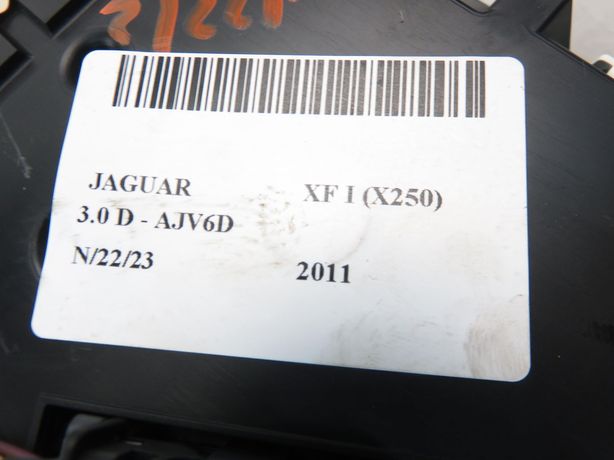 JAGUAR XF I (X250)
3.0 D - AJV6D
N/22/23 2011